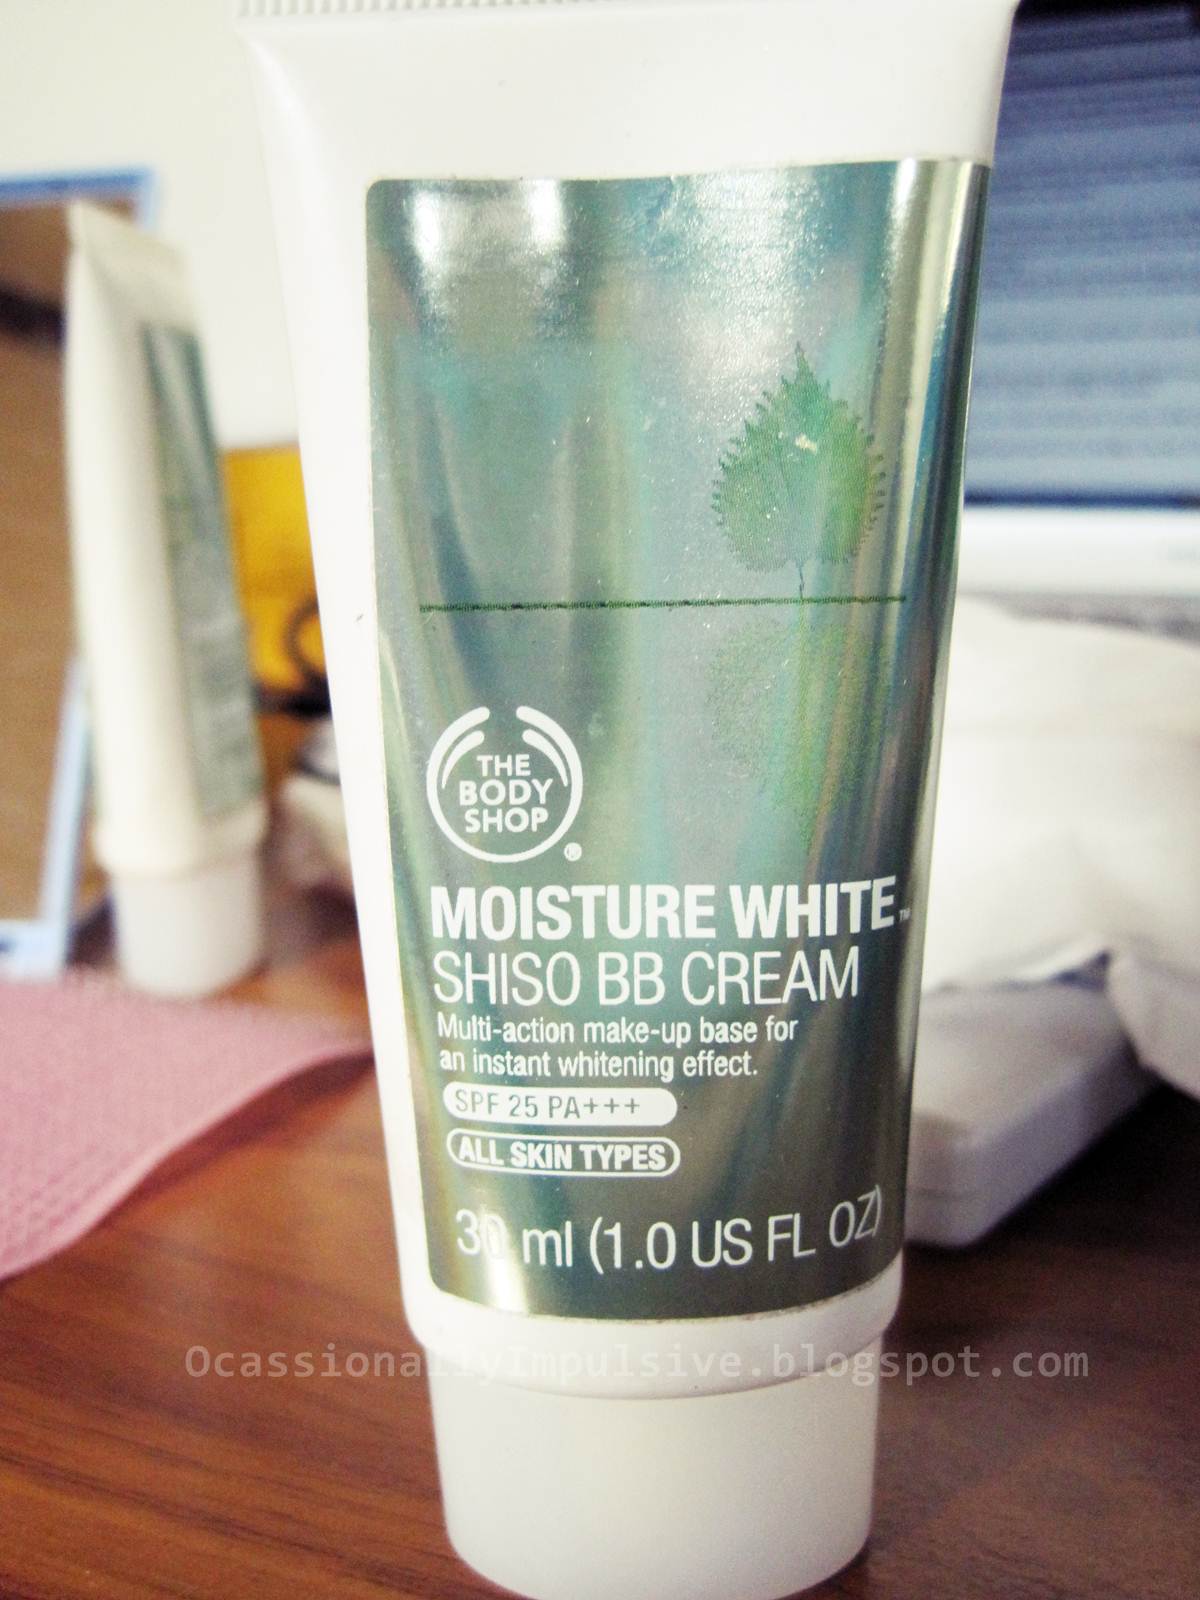 THE
BODY
SHOP
®
MOISTURE WHITE™
SHISO BB CREAM
Multi-action make-up base for
an instant whitening effect.
SPF 25 PA+++
ALL SKIN TYPES
30 ml (1.0 US FL OZ)
OcassionallyImpulsive.blogspot.com